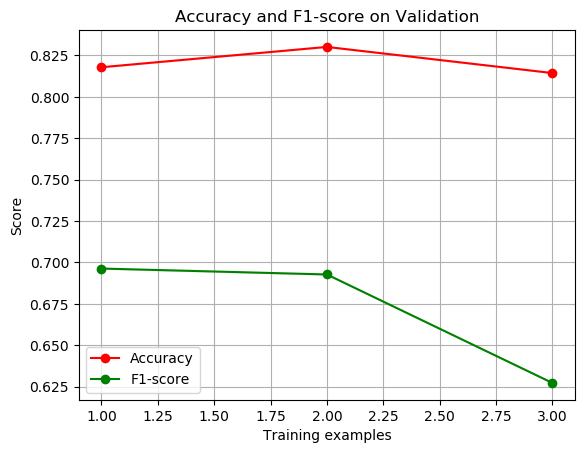 Accuracy and F1-score on Validation
0.825
0.800
0.775
0.750
0.725
0.700
0.675
0.650
0.625
Score
Accuracy
F1-score
1.00 1.25 1.50 1.75 2.00 2.25 2.50 2.75 3.00
Training examples